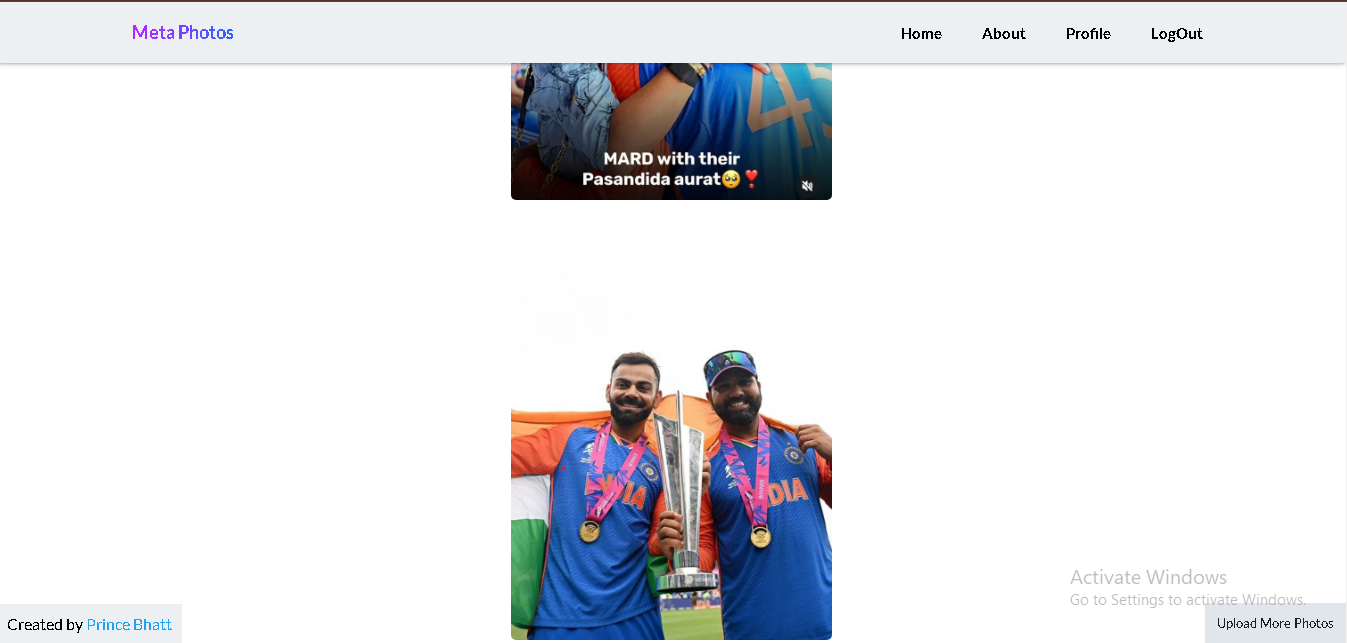 Meta Photos
Home
About
Profile
LogOut
MARD with their
Pasandida aurat🥺❣️
INDIA
INDIA
Activate Windows
Go to Settings to activate Windows.
Created by Prince Bhatt
Upload More Photos